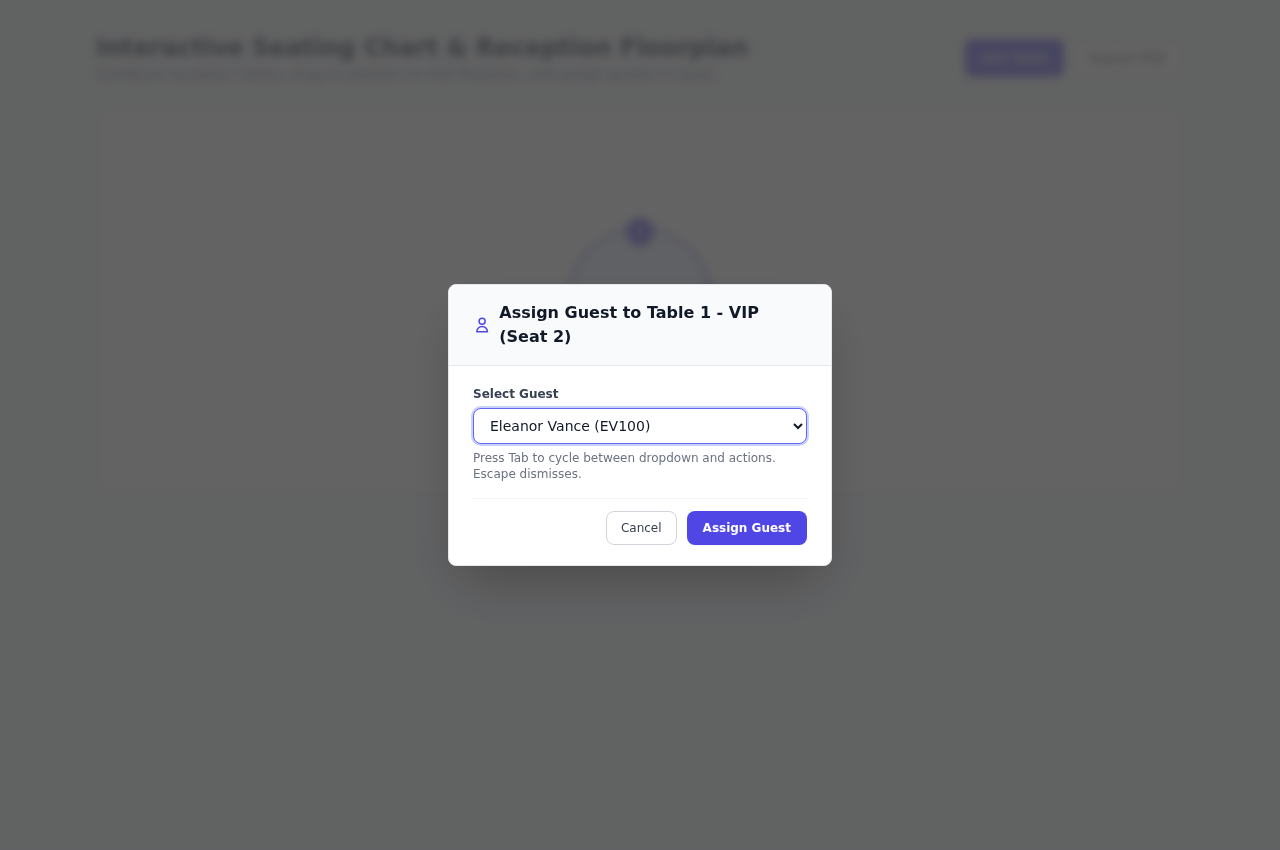 Interactive Seating Chart & Reception Floorplan
Assign Guest to Table 1 - VIP
(Seat 2)
Select Guest
Eleanor Vance (EV100)
Press Tab to cycle between dropdown and actions.
Escape dismisses.
Cancel
Assign Guest